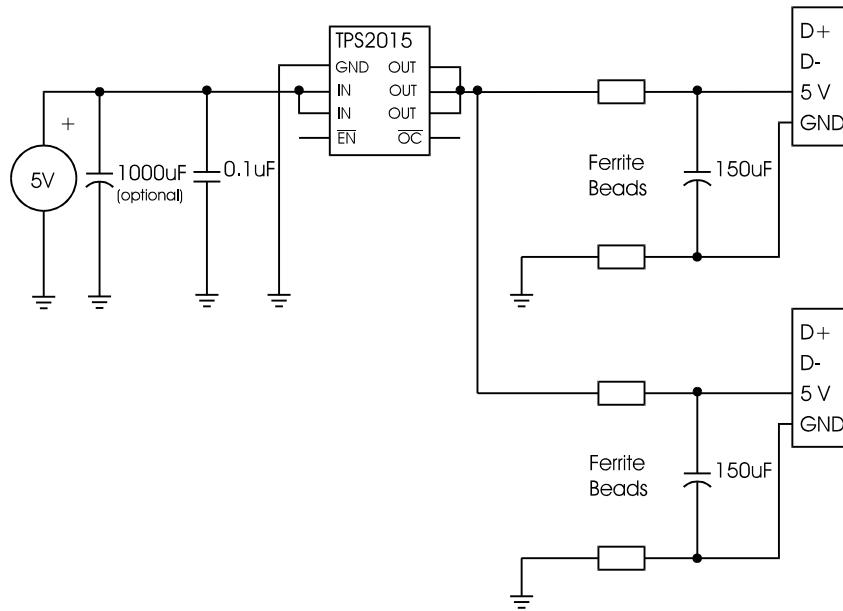 TPS2015
GND OUT
IN OUT
IN OUT
EN OC
+
5V
1000uF
(optional)
0.1uF
D+
D-
5 V
GND
Ferrite
Beads
150uF
D+
D-
5 V
GND
Ferrite
Beads
150uF